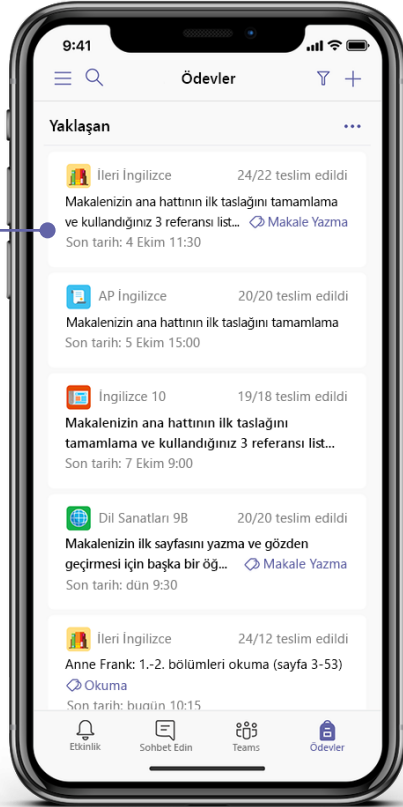 9:41
Ödevler
Yaklaşan
İleri İngilizce 24/22 teslim edildi
Makalenizin ana hattının ilk taslağını tamamlama
ve kullandığınız 3 referansı list... Makale Yazma
Son tarih: 4 Ekim 11:30
AP İngilizce 20/20 teslim edildi
Makalenizin ana hattının ilk taslağını tamamlama
Son tarih: 5 Ekim 15:00
İngilizce 10 19/18 teslim edildi
Makalenizin ana hattının ilk taslağını
tamamlama ve kullandığınız 3 referansı list...
Son tarih: 7 Ekim 9:00
Dil Sanatları 9B 20/20 teslim edildi
Makalenizin ilk sayfasını yazma ve gözden
geçirmesi için başka bir öğ... Makale Yazma
Son tarih: dün 9:30
İleri İngilizce 24/12 teslim edildi
Anne Frank: 1.-2. bölümleri okuma (sayfa 3-53)
Okuma
Son tarih: bugün 10:15
Etkinlik Sohbet Edin Teams Ödevler